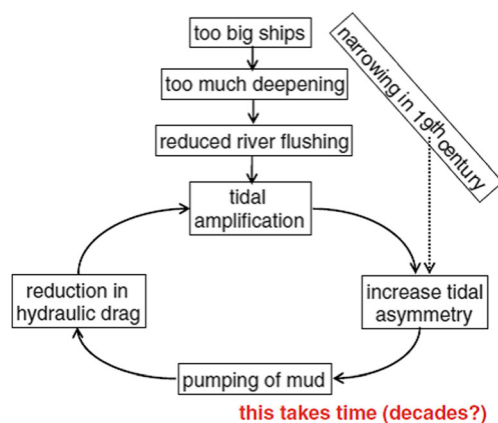 too big ships
too much deepening
reduced river flushing
tidal
amplification
narrowing in 19th
century
reduction in
hydraulic drag
increase tidal
asymmetry
pumping of mud
this takes time (decades?)